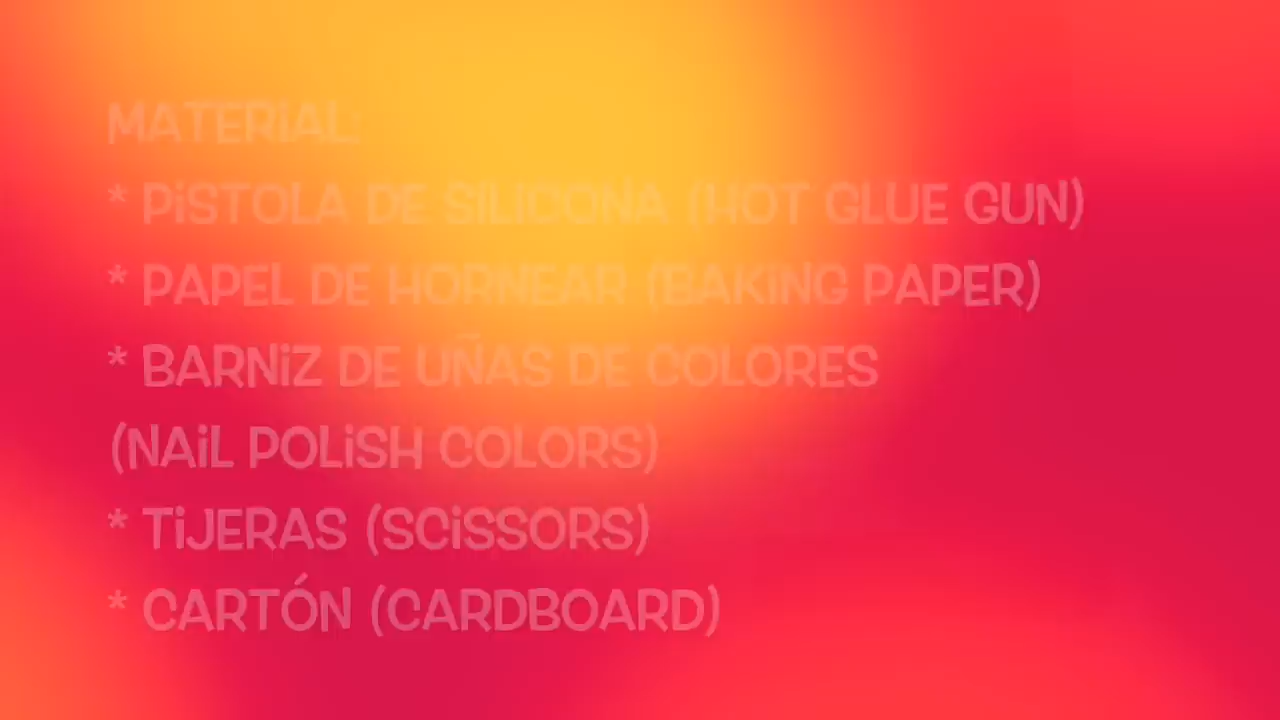 MATERIAL:
* PISTOLA DE SILICONA (HOT GLUE GUN)
* PAPEL DE HORNEAR (BAKING PAPER)
* BARNIZ DE UÑAS DE COLORES
(NAIL POLISH COLORS)
* TIJERAS (SCISSORS)
* CARTÓN (CARDBOARD)